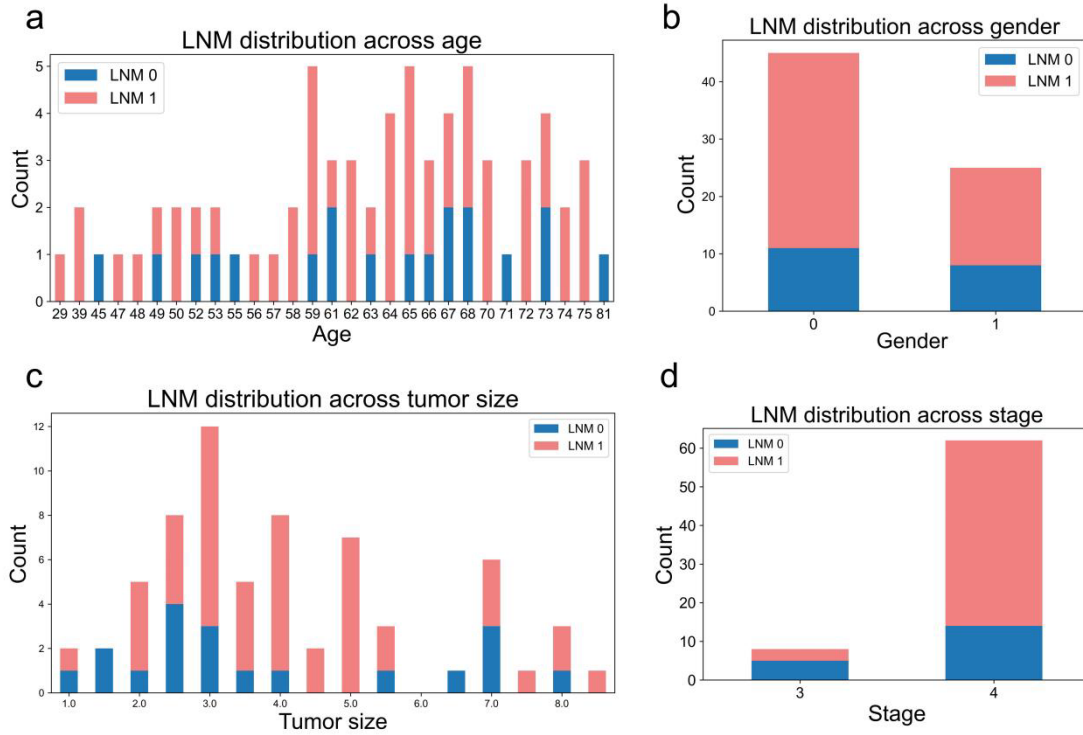 a
LNM distribution across age
LNM 0
LNM 1
5
4
3
2
1
0
Count
29 39 45 47 48 49 50 52 53 55 56 57 58 59 61 62 63 64 65 66 67 68 70 71 72 73 74 75 81
Age
b
LNM distribution across gender
LNM 0
LNM 1
40
30
20
10
0
Count
0 1
Gender
c
LNM distribution across tumor size
LNM 0
LNM 1
12
10
8
6
4
2
0
Count
1.0 2.0 3.0 4.0 5.0 6.0 7.0 8.0
Tumor size
d
LNM distribution across stage
LNM 0
LNM 1
60
50
40
30
20
10
0
Count
3 4
Stage